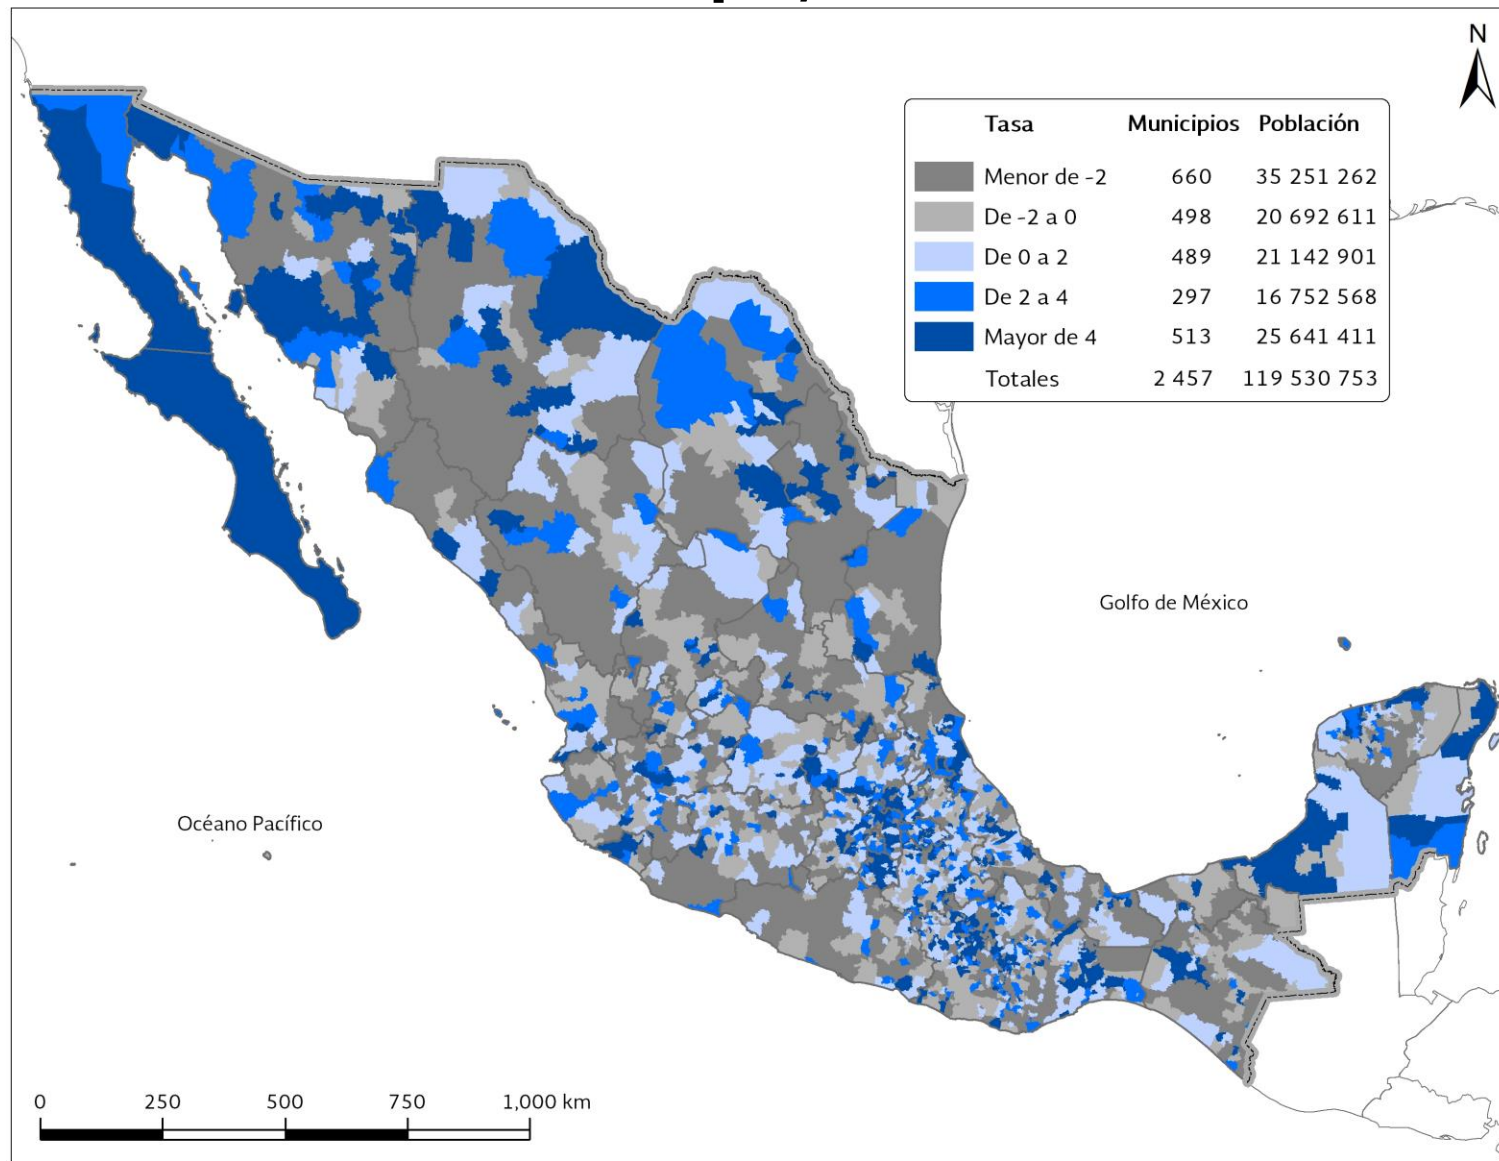 N
Tasa Municipios Población
Menor de -2 660 35 251 262
De -2 a 0 498 20 692 611
De 0 a 2 489 21 142 901
De 2 a 4 297 16 752 568
Mayor de 4 513 25 641 411
Totales 2 457 119 530 753
Golfo de México
Océano Pacífico
0 250 500 750 1,000 km